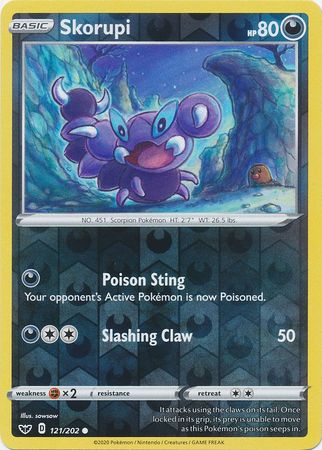 BASIC Skorupi HP 80
NO. 451. Scorpion Pokémon HT: 2'7" WT: 26.5 lbs.
Poison Sting
Your opponent's Active Pokémon is now Poisoned.
Slashing Claw 50
weakness ×2 resistance retreat
It attacks using the claws on its tail. Once
locked in its grip, its prey is unable to move
as this Pokémon's poison seeps in.
Illus. sowsow
D 121/202
©2020 Pokémon / Nintendo / Creatures / GAME FREAK